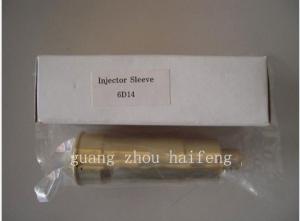 Injector Sleeve
6D14
guang zhou haifeng